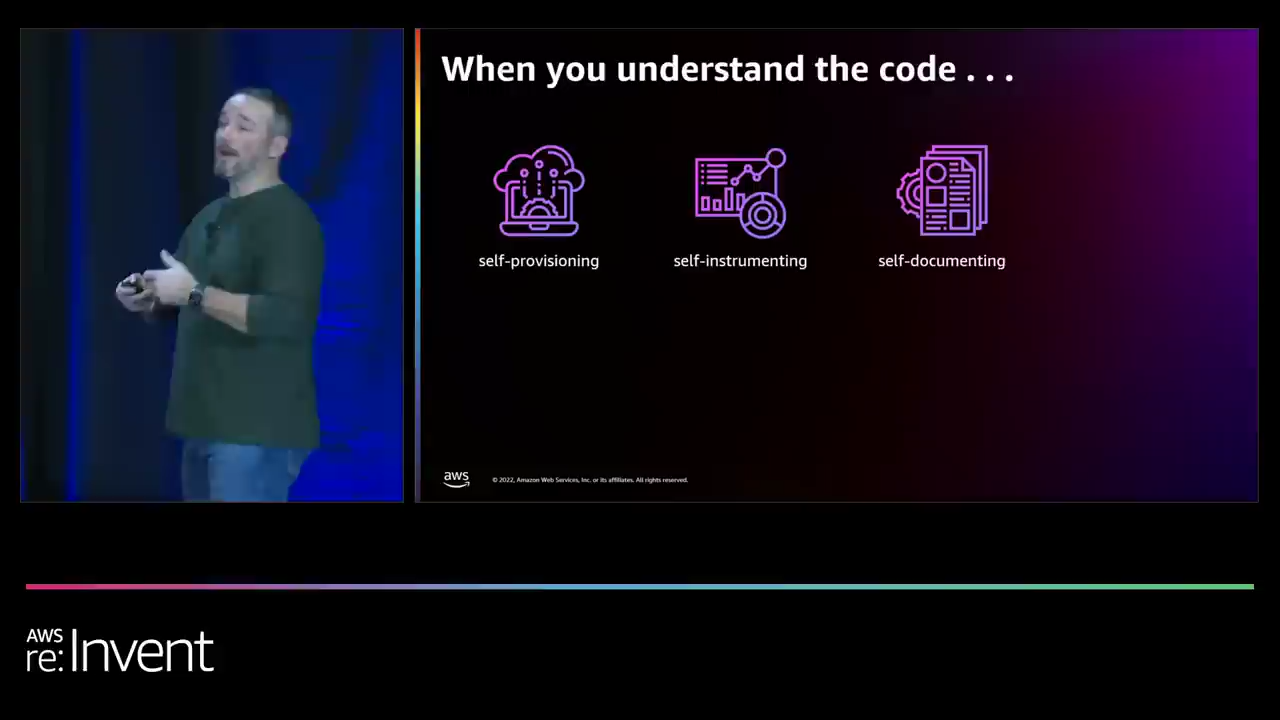 When you understand the code . . .
self-provisioning
self-instrumenting
self-documenting
aws
© 2022, Amazon Web Services, Inc. or its affiliates. All rights reserved.
AWS
re:Invent